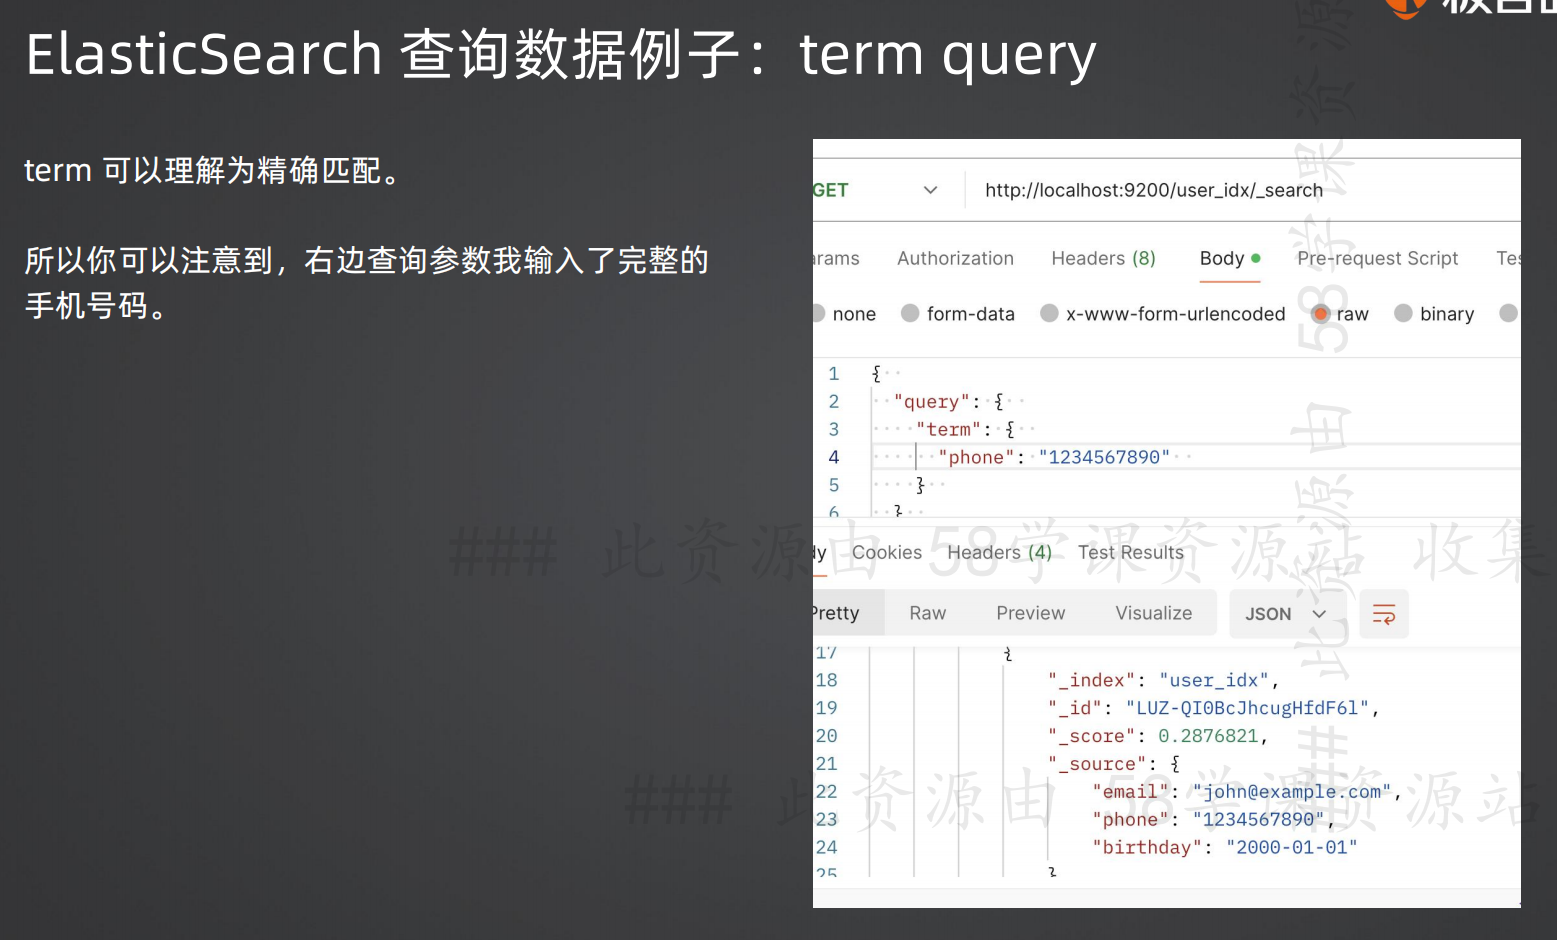 ElasticSearch 查询数据例子：term query
term 可以理解为精确匹配。
所以你可以注意到，右边查询参数我输入了完整的
手机号码。
GET http://localhost:9200/user_idx/_search
Authorization Headers (8) Body Pre-request Script
none form-data x-www-form-urlencoded raw binary
1 {
2 "query": {
3 "term": {
4 "phone": "1234567890"
5 }
6 }
Cookies Headers (4) Test Results
Pretty Raw Preview Visualize JSON
17 {
18 "_index": "user_idx",
19 "_id": "LUZ-QI0BcJhcugHfdF6l",
20 "_score": 0.2876821,
21 "_source": {
22 "email": "john@example.com",
23 "phone": "1234567890",
24 "birthday": "2000-01-01"
25 }
### 此资源由 58学课资源站 收集
### 此资源由 58学课资源站
## 此资源由 58学课资源